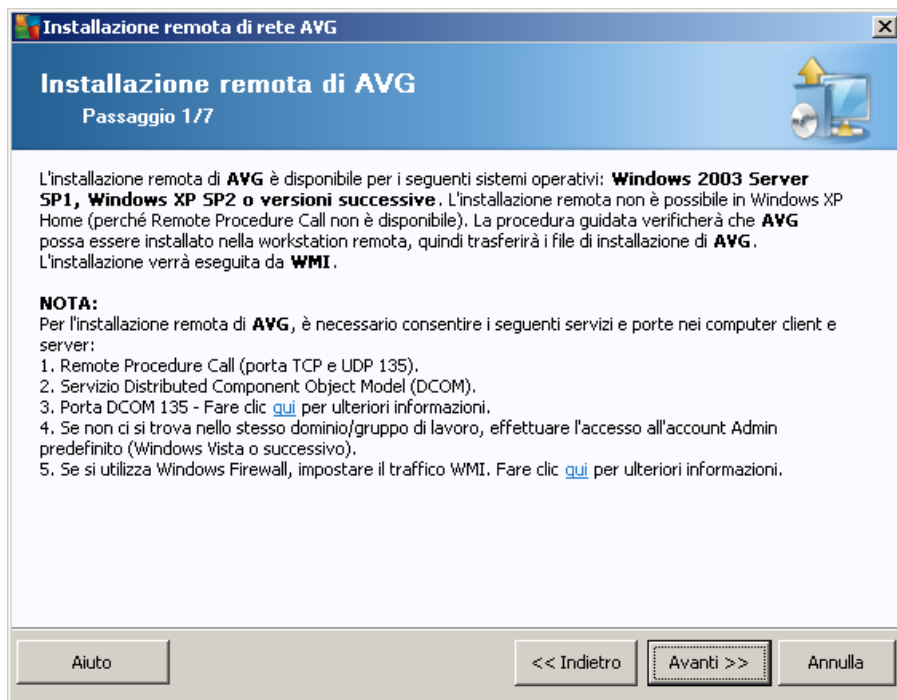 Installazione remota di rete AVG
Installazione remota di AVG
Passaggio 1/7
L'installazione remota di AVG è disponibile per i seguenti sistemi operativi: Windows 2003 Server
SP1, Windows XP SP2 o versioni successive. L'installazione remota non è possibile in Windows XP
Home (perché Remote Procedure Call non è disponibile). La procedura guidata verificherà che AVG
possa essere installato nella workstation remota, quindi trasferirà i file di installazione di AVG.
L'installazione verrà eseguita da WMI.
NOTA:
Per l'installazione remota di AVG, è necessario consentire i seguenti servizi e porte nei computer client e
server:
1. Remote Procedure Call (porta TCP e UDP 135).
2. Servizio Distributed Component Object Model (DCOM).
3. Porta DCOM 135 - Fare clic qui per ulteriori informazioni.
4. Se non ci si trova nello stesso dominio/gruppo di lavoro, effettuare l'accesso all'account Admin
predefinito (Windows Vista o successivo).
5. Se si utilizza Windows Firewall, impostare il traffico WMI. Fare clic qui per ulteriori informazioni.
Aiuto
<< Indietro
Avanti >>
Annulla